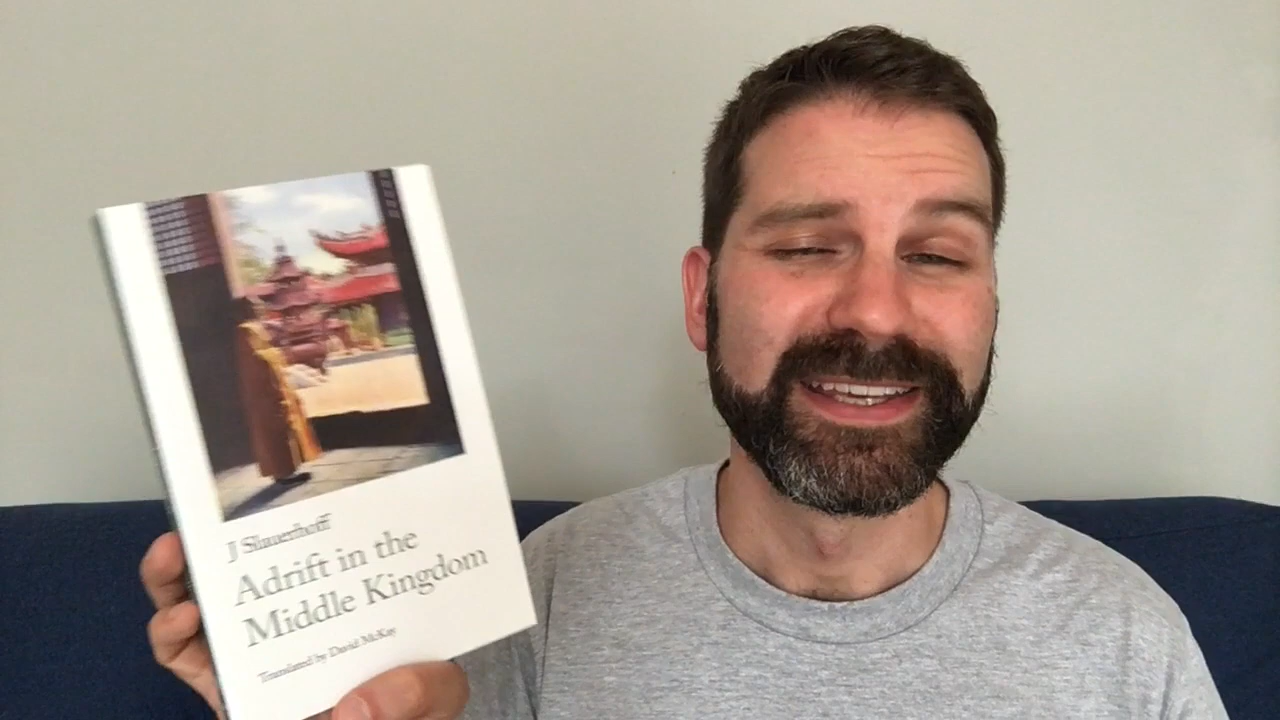 J Slauerhoff
Adrift in the
Middle Kingdom
Translated by David McKay